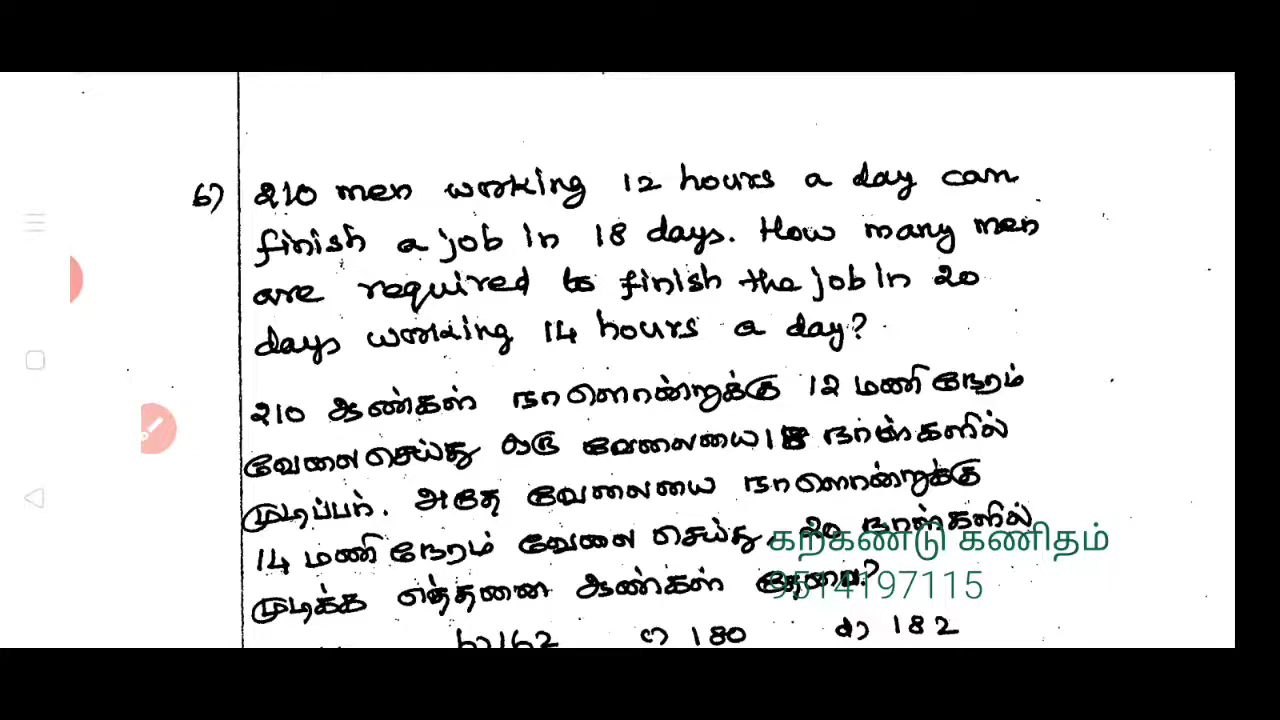 6) 210 men working 12 hours a day can
finish a job in 18 days. How many men
are required to finish the job in 20
days working 14 hours a day?
210 ஆண்கள் நாளொன்றுக்கு 12 மணி நேரம்
வேலை செய்து ஒரு வேலையை 18 நாட்களில்
முடிப்பர். அதே வேலையை நாளொன்றுக்கு
14 மணி நேரம் வேலை செய்து 20 நாள்களில்
முடிக்க எத்தனை ஆண்கள் தேவை?
கற்கண்டு கணிதம்
9514197115
b) 162 c) 180 d) 182